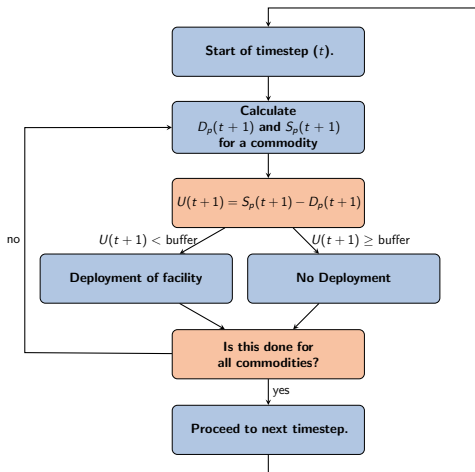 Start of timestep (t).
Calculate
D_p(t + 1) and S_p(t + 1)
for a commodity
U(t + 1) = S_p(t + 1) − D_p(t + 1)
no
U(t + 1) < buffer
U(t + 1) ≥ buffer
Deployment of facility
No Deployment
Is this done for
all commodities?
yes
Proceed to next timestep.